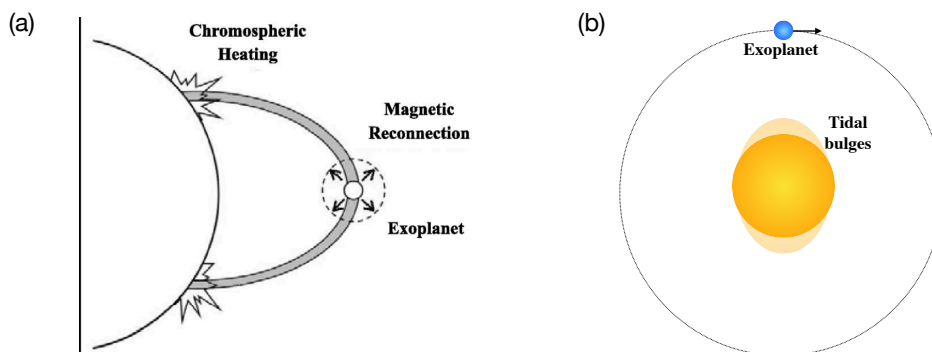 (a)
Chromospheric
Heating
Magnetic
Reconnection
Exoplanet
(b)
Exoplanet
Tidal
bulges